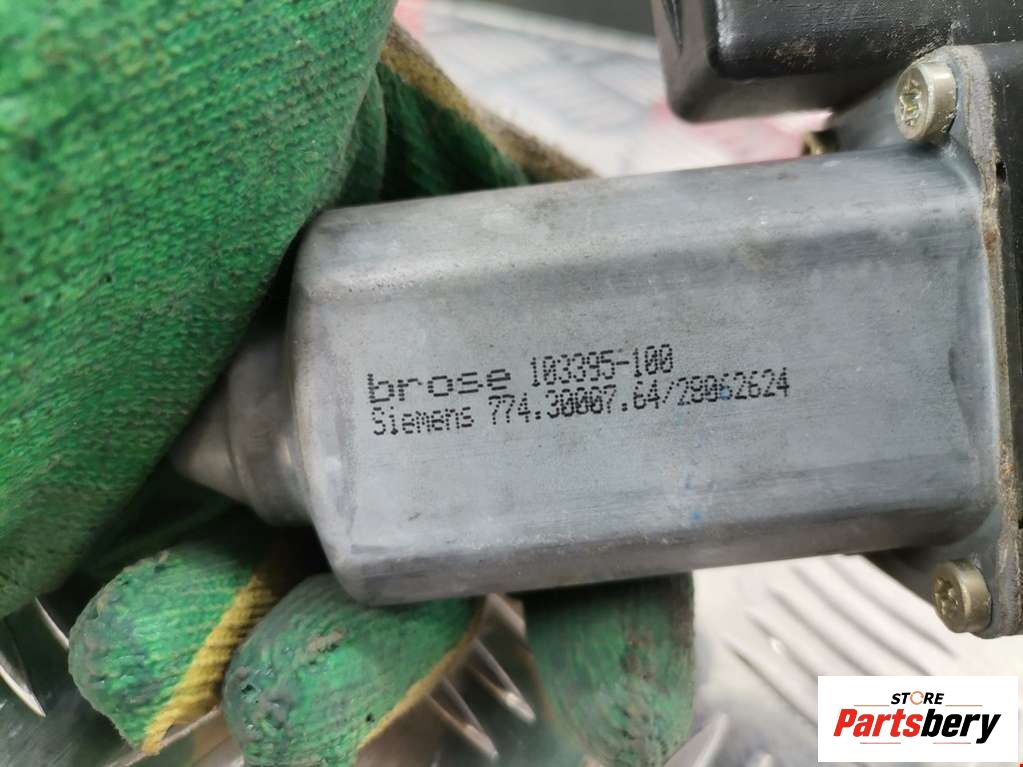 brose 103395-100
Siemens 774.30007.64/28062624
STORE
Partsbery